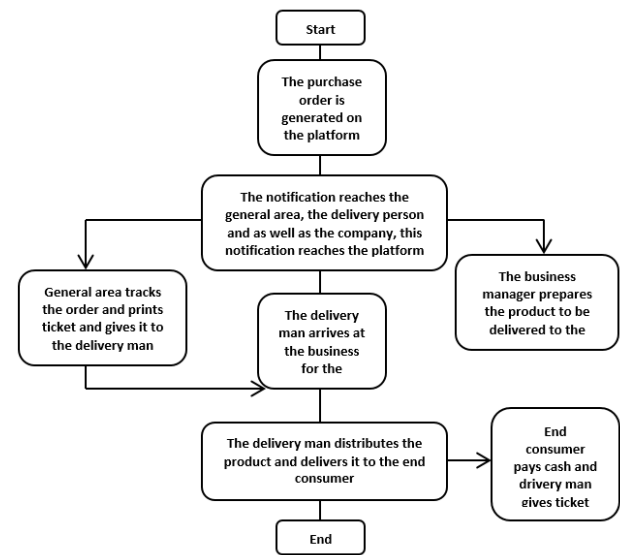 Start
The purchase
order is
generated on
the platform
The notification reaches the
general area, the delivery person
and as well as the company, this
notification reaches the platform
General area tracks
the order and prints
ticket and gives it to
the delivery man
The delivery
man arrives at
the business
for the
The business
manager prepares
the product to be
delivered to the
The delivery man distributes the
product and delivers it to the end
consumer
End
consumer
pays cash and
drivery man
gives ticket
End